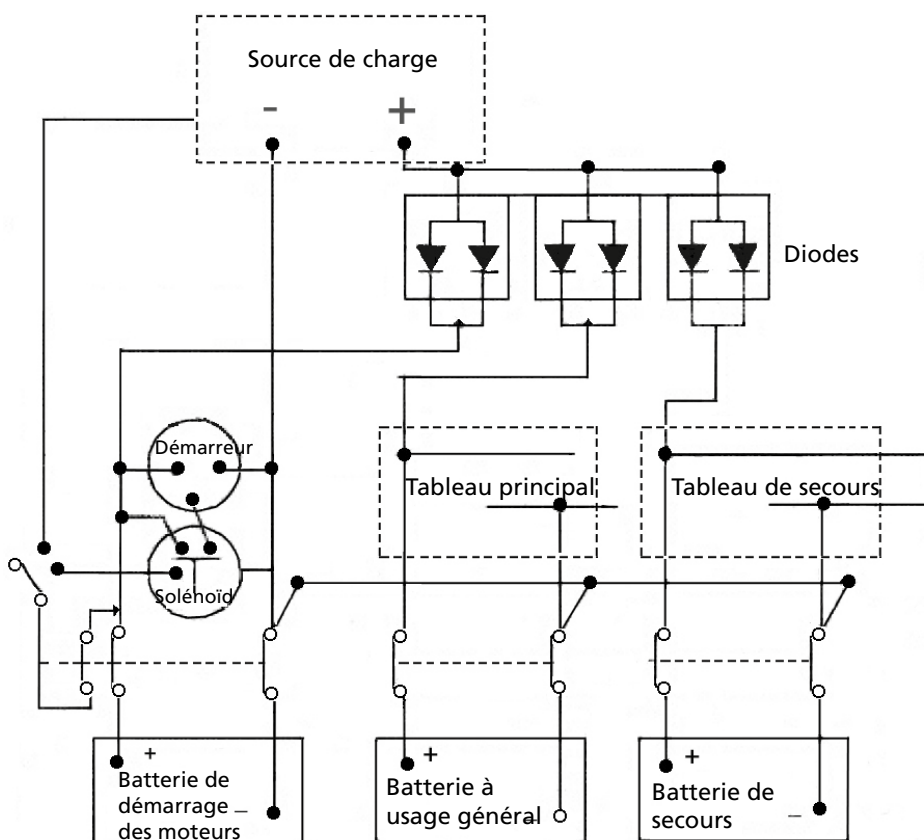 Source de charge
- +
Diodes
Démarreur
Tableau principal
Tableau de secours
Solénoïd
+
Batterie de
démarrage –
des moteurs
+
Batterie à
usage général –
+
Batterie de
secours –